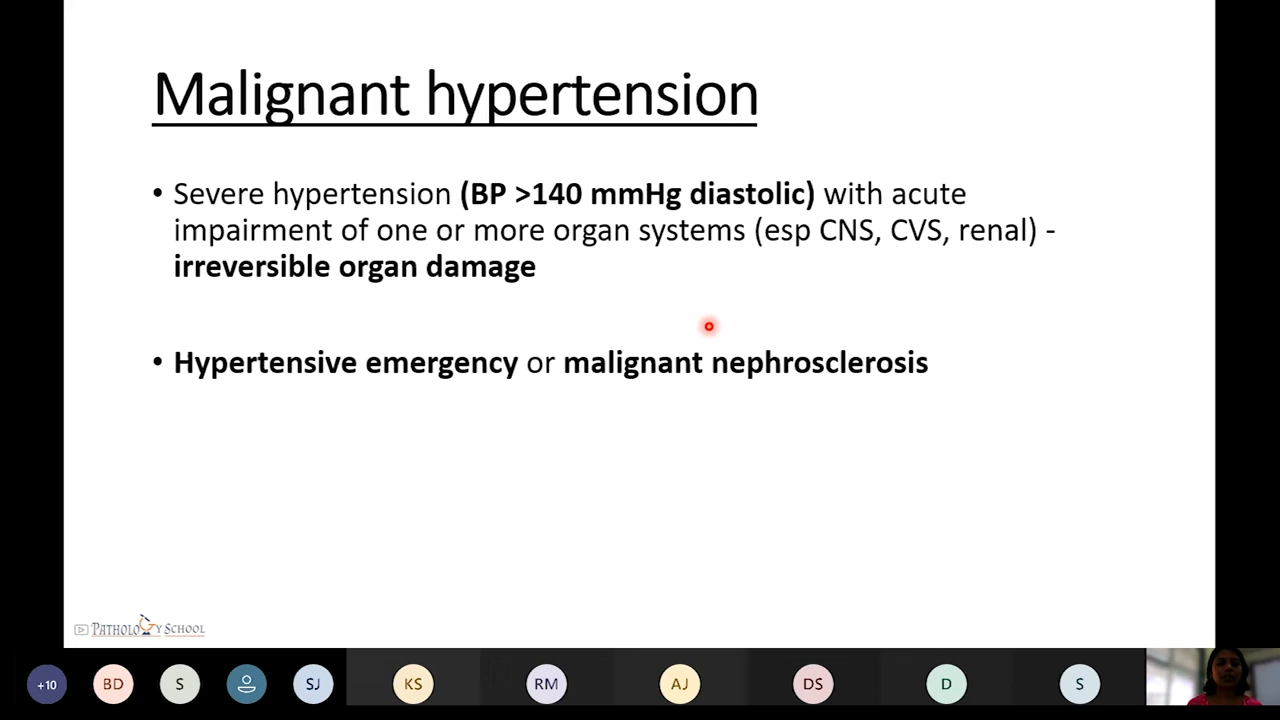 Malignant hypertension
• Severe hypertension (BP >140 mmHg diastolic) with acute
impairment of one or more organ systems (esp CNS, CVS, renal) -
irreversible organ damage
• Hypertensive emergency or malignant nephrosclerosis
PATHOLOGY SCHOOL
+10 BD S SJ KS RM AJ DS D S